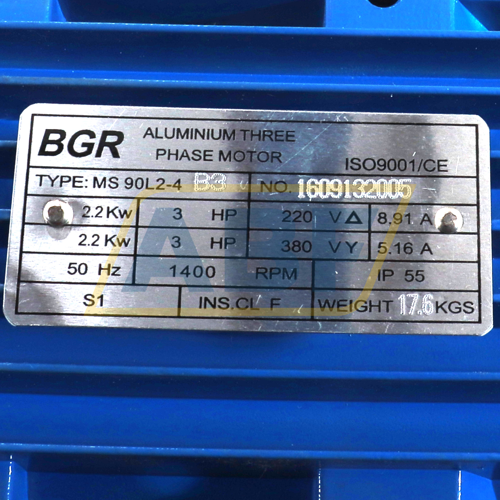 BGR
ALUMINIUM THREE
PHASE MOTOR
ISO9001/CE
TYPE: MS 90L2-4 B3 NO. 1609132005
2.2 Kw 3 HP 220 V△ 8.91 A
2.2 Kw 3 HP 380 VY 5.16 A
50 Hz 1400 RPM IP 55
S1 INS.CL F WEIGHT 17.6 KGS